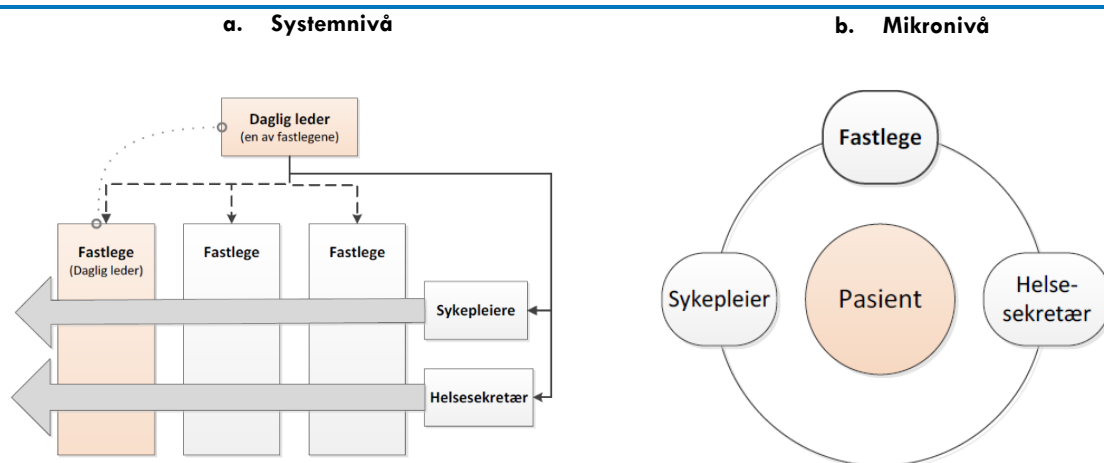 a. Systemnivå
b. Mikronivå
Daglig leder
(en av fastlegene)
Fastlege
(Daglig leder)
Fastlege
Fastlege
Sykepleiere
Helsesekretær
Fastlege
Sykepleier
Pasient
Helse-
sekretær